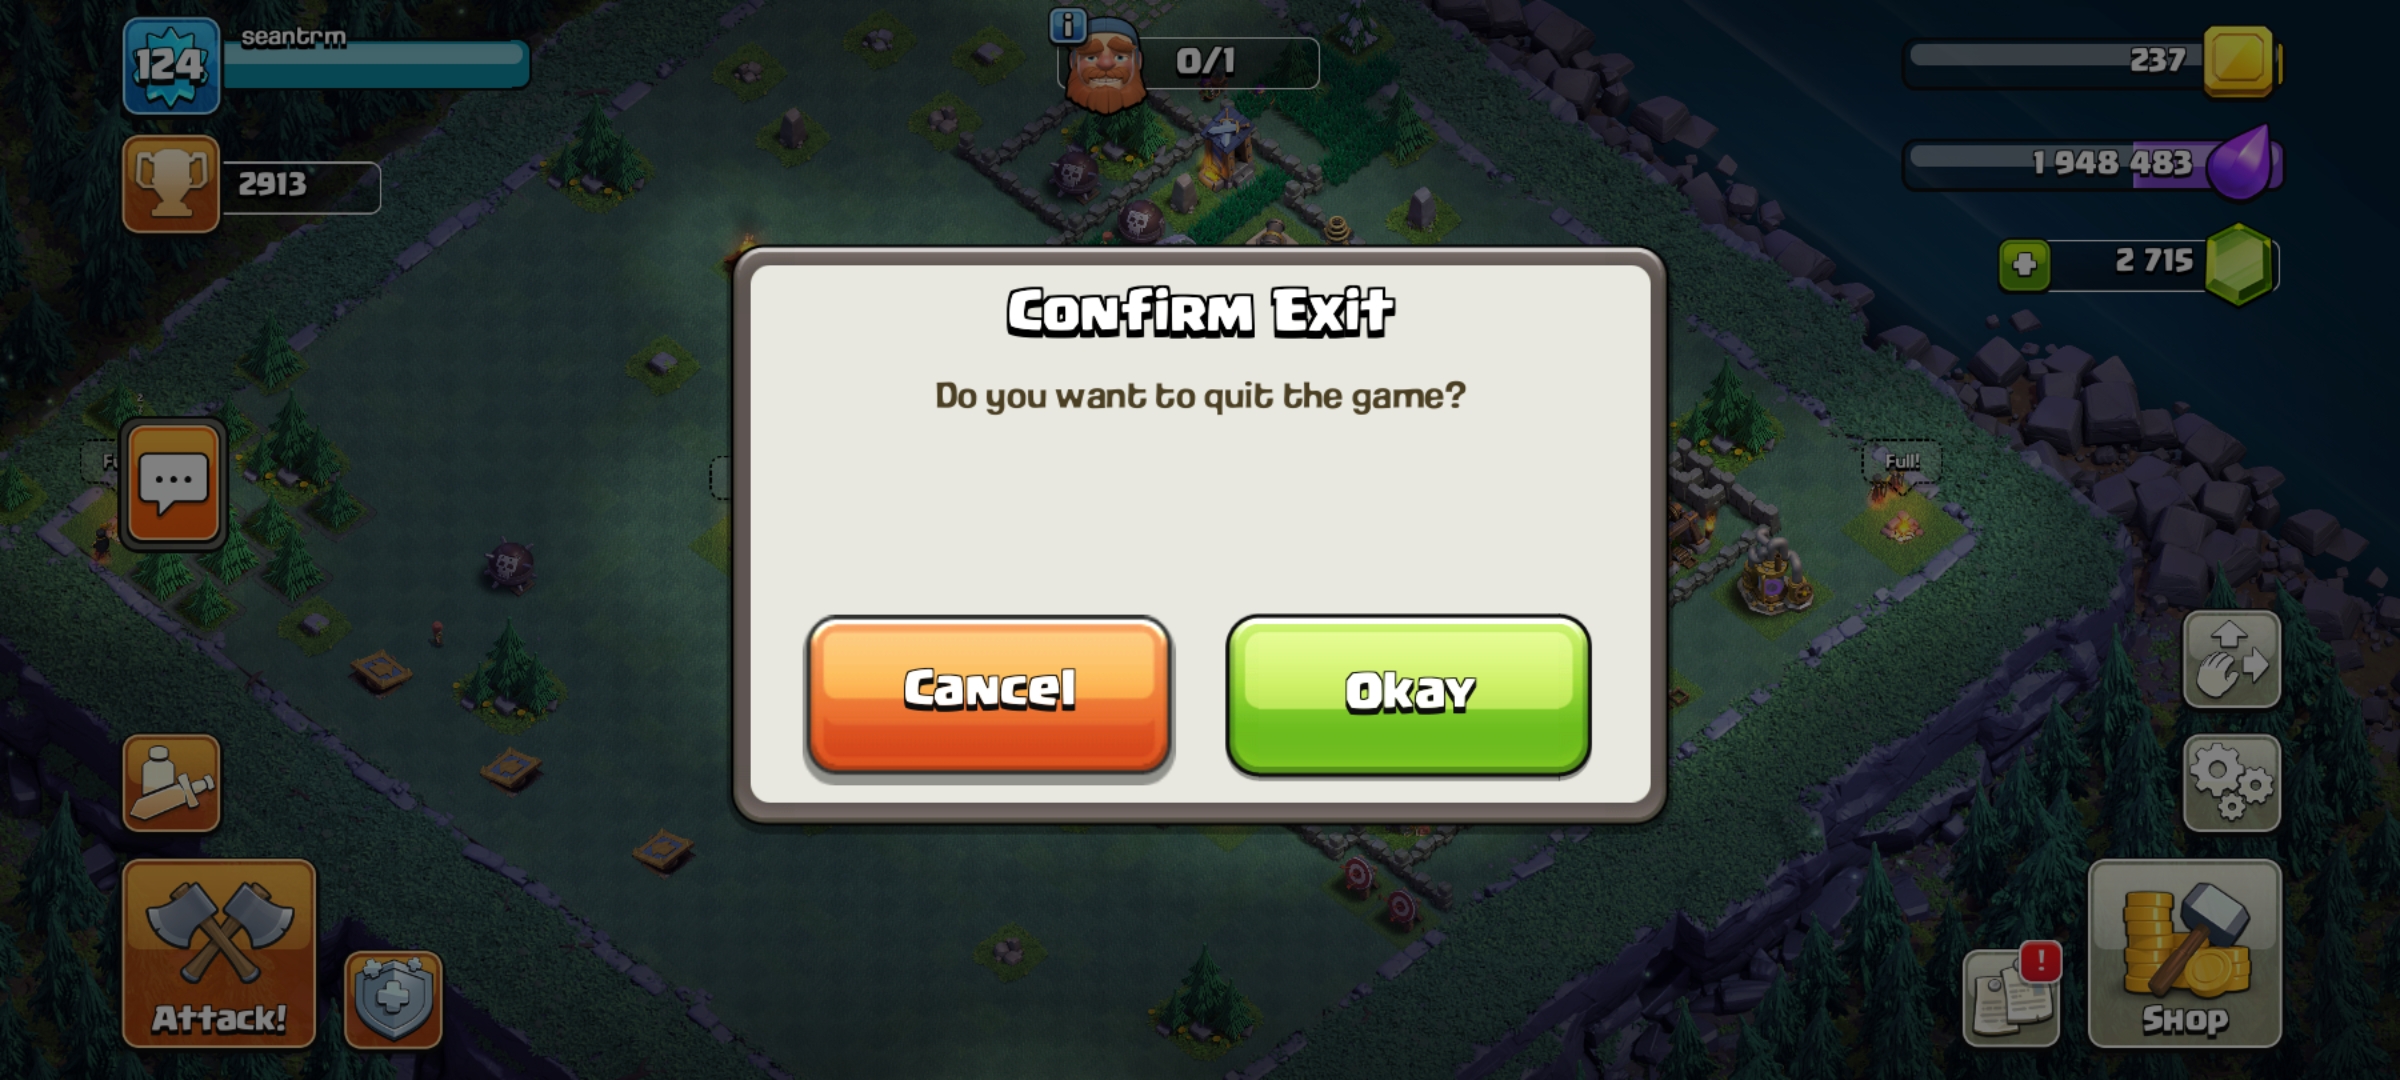 124
seantrm
0/1
237
2913
1 948 483
2 715
Confirm Exit
Do you want to quit the game?
2
Full!
Cancel
Okay
Attack!
!
Shop